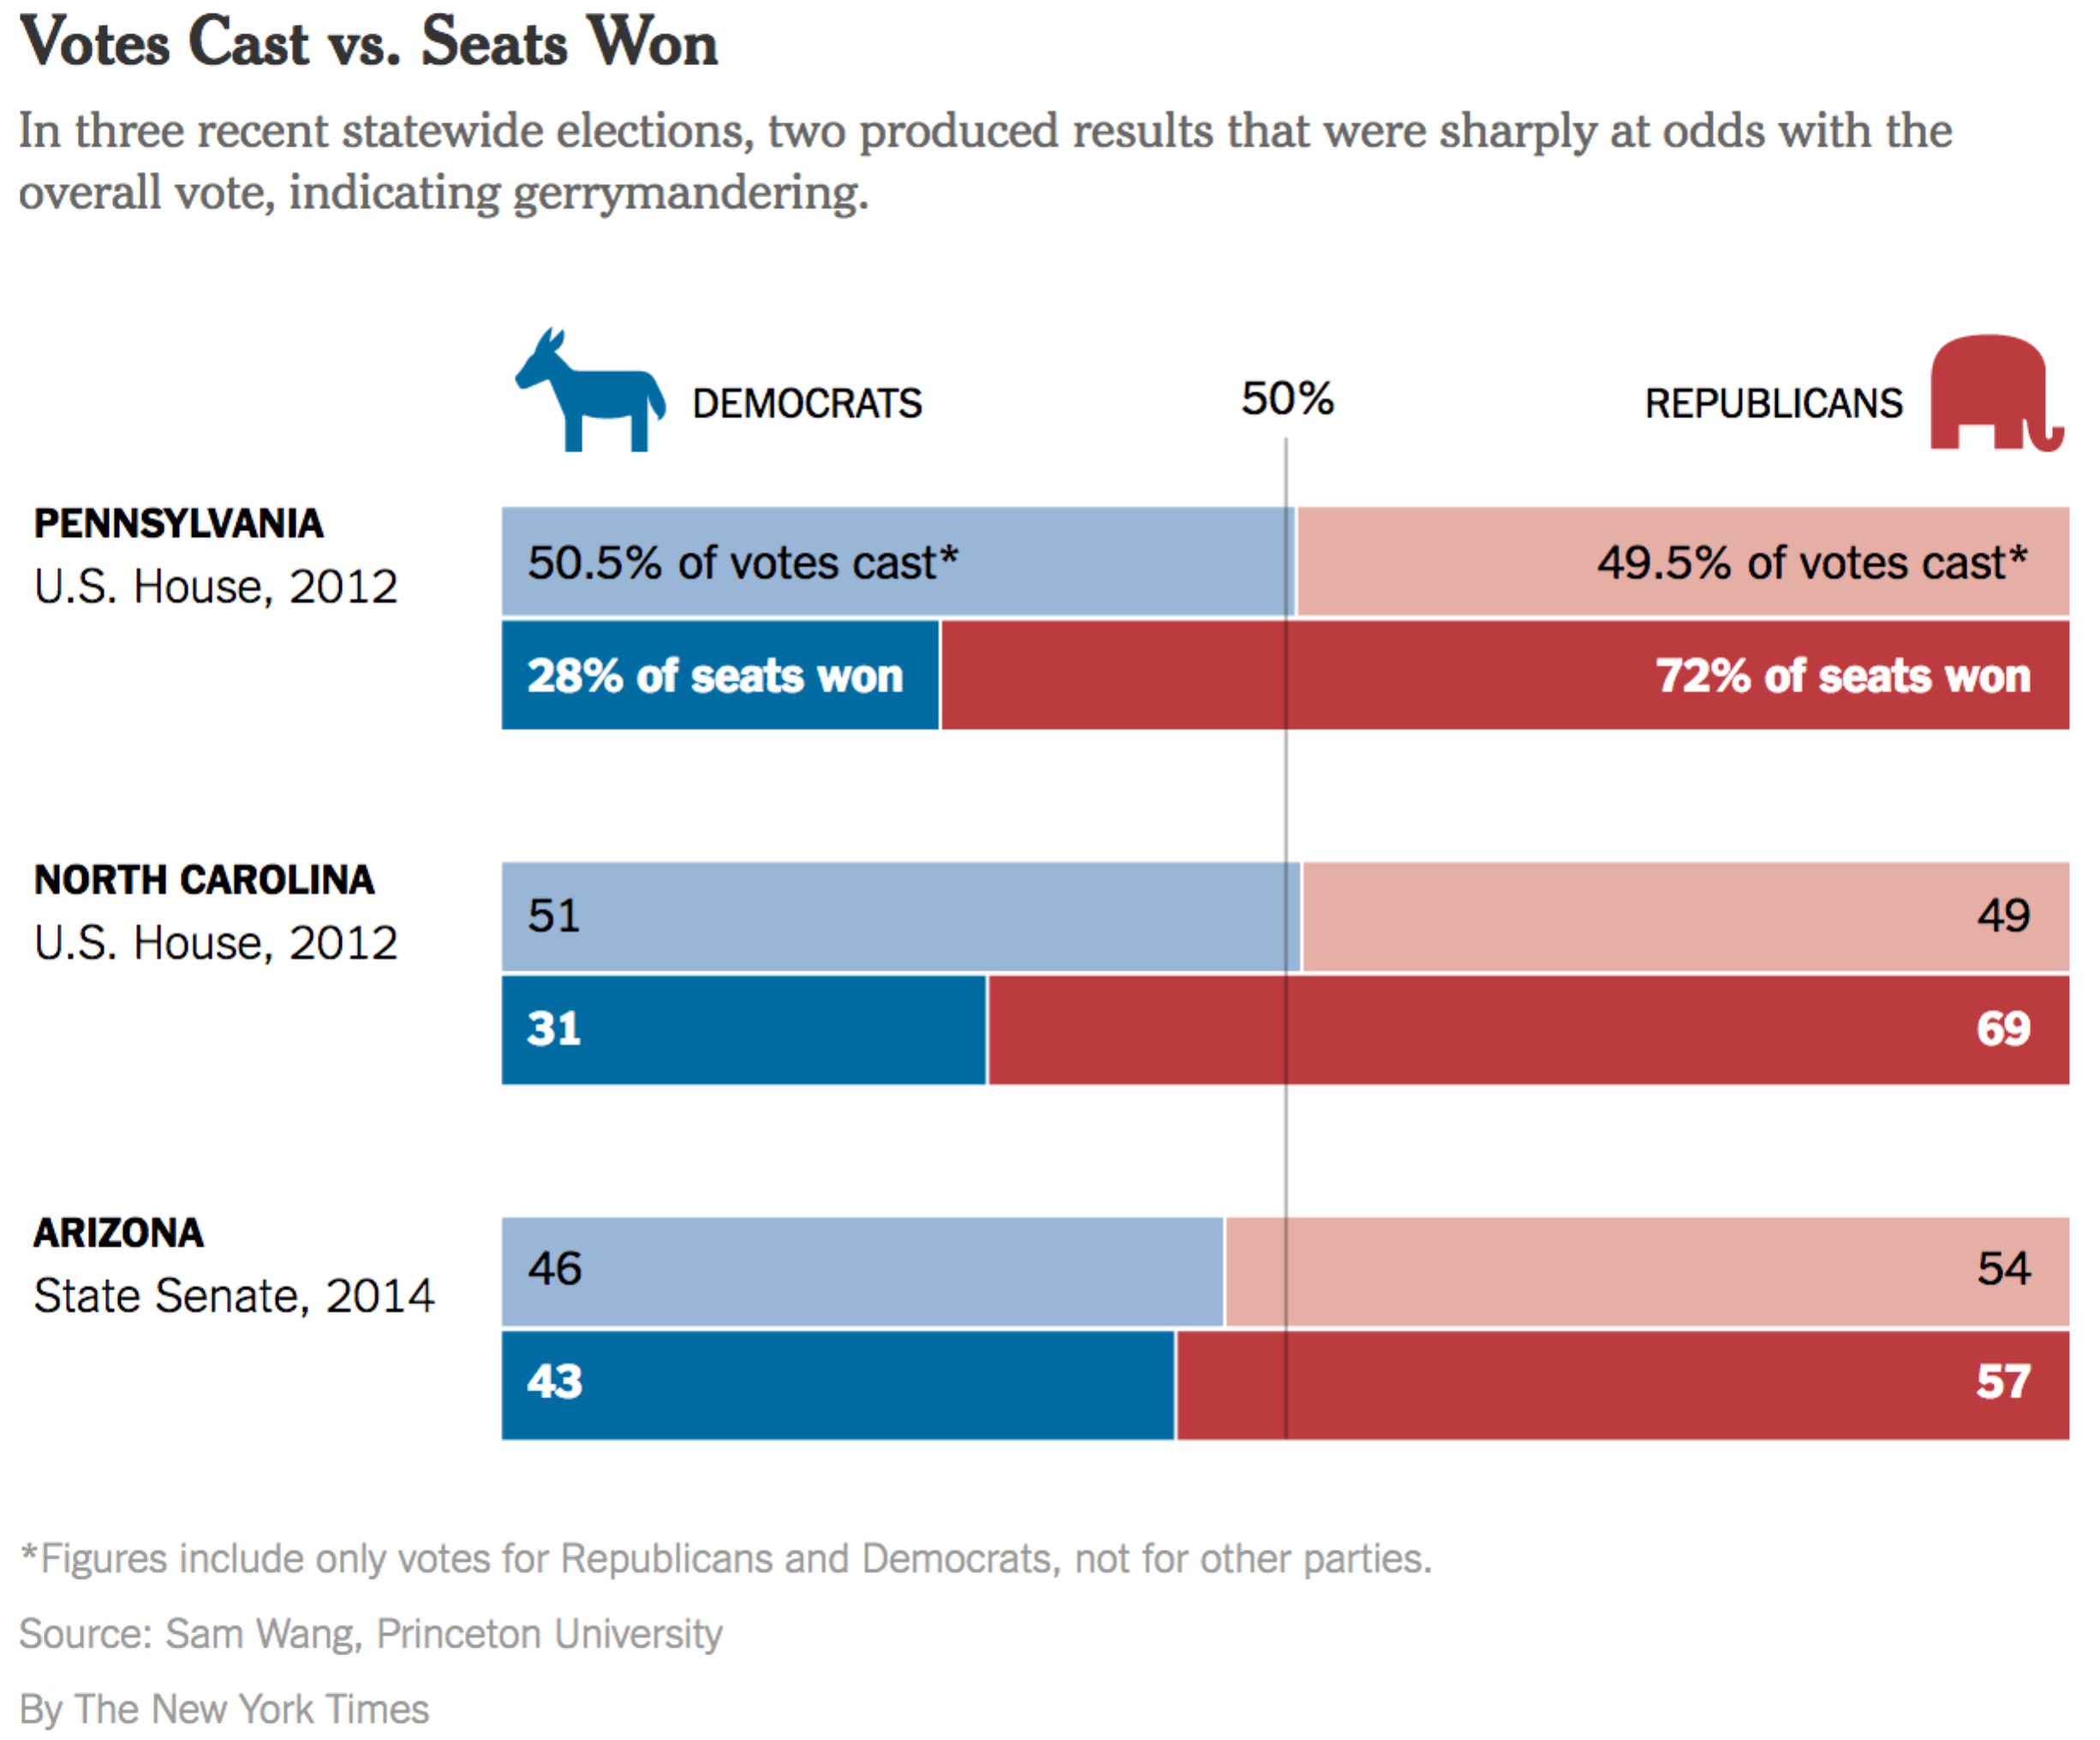 Votes Cast vs. Seats Won
In three recent statewide elections, two produced results that were sharply at odds with the
overall vote, indicating gerrymandering.
DEMOCRATS 50% REPUBLICANS
PENNSYLVANIA
U.S. House, 2012
50.5% of votes cast* 49.5% of votes cast*
28% of seats won 72% of seats won
NORTH CAROLINA
U.S. House, 2012
51 49
31 69
ARIZONA
State Senate, 2014
46 54
43 57
*Figures include only votes for Republicans and Democrats, not for other parties.
Source: Sam Wang, Princeton University
By The New York Times